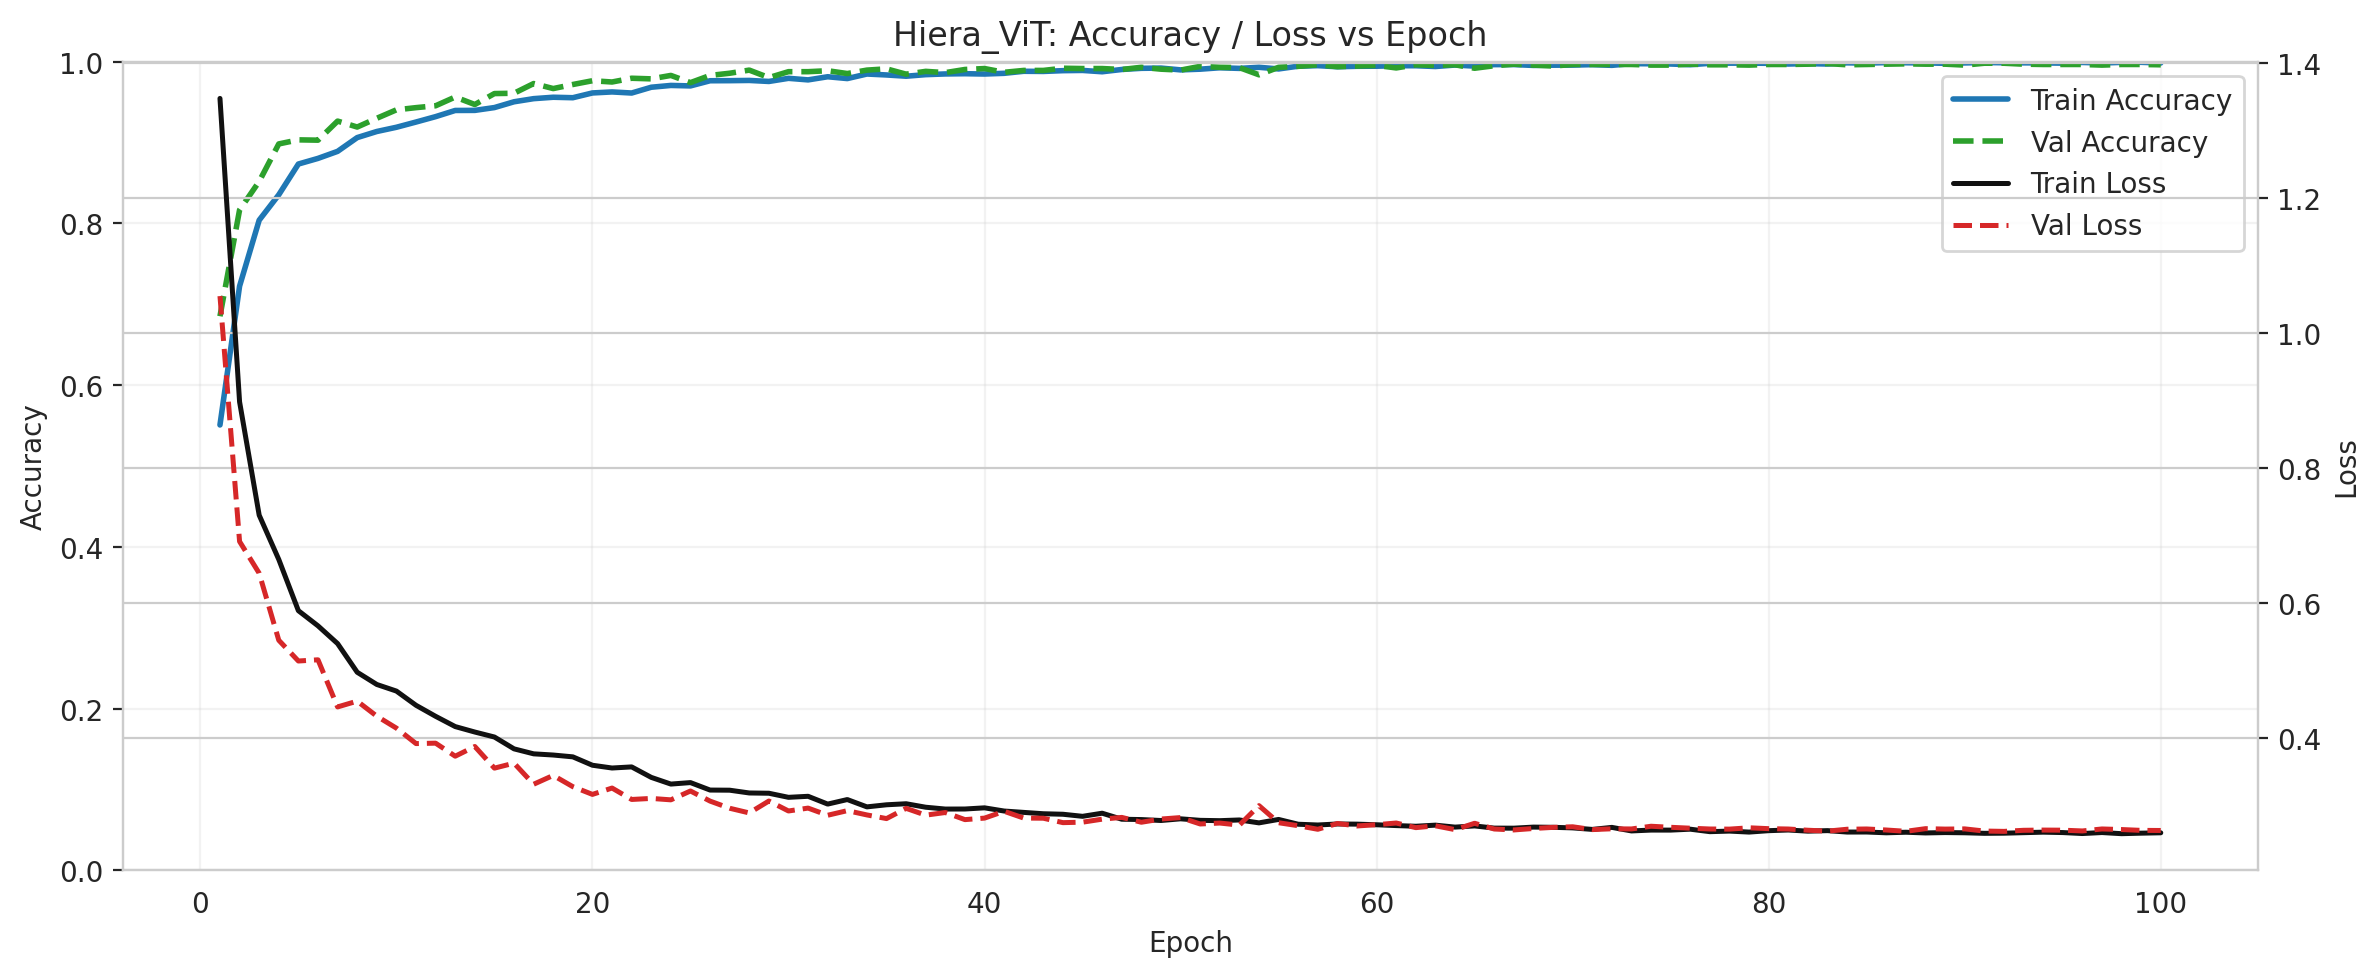 Hiera_ViT: Accuracy / Loss vs Epoch
1.0
0.8
0.6
0.4
0.2
0.0
Accuracy
1.4
1.2
1.0
0.8
0.6
0.4
Loss
Train Accuracy
Val Accuracy
Train Loss
Val Loss
0 20 40 60 80 100
Epoch